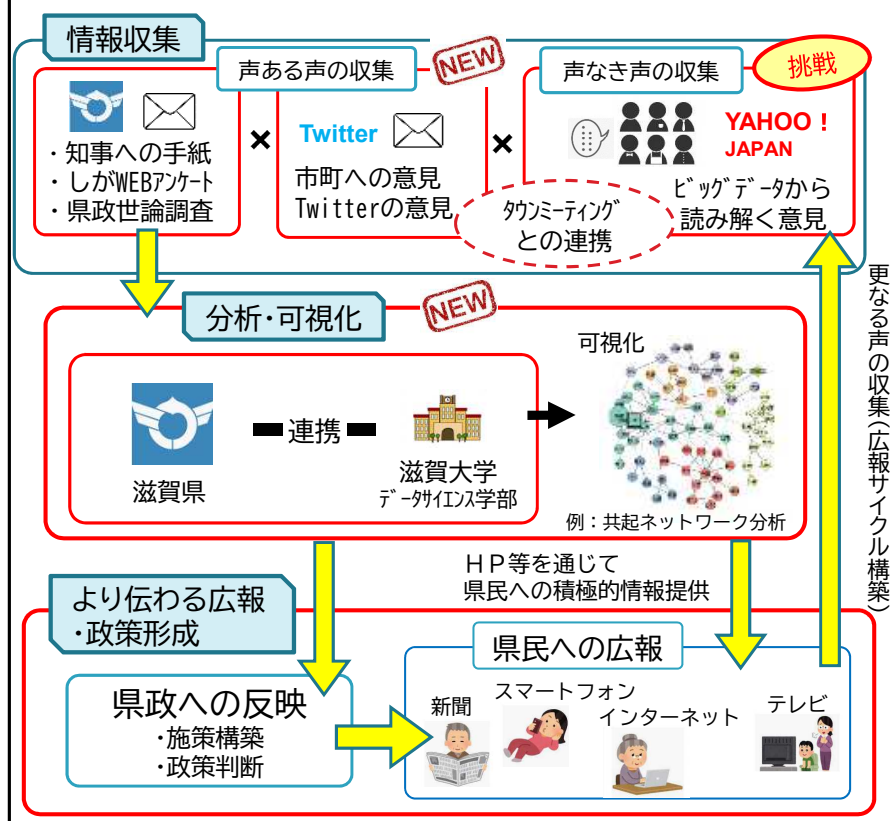 情報収集
声ある声の収集
NEW
声なき声の収集
挑戦
・知事への手紙
・しがWEBｱﾝｹｰﾄ
・県政世論調査
×
Twitter
市町への意見
Twitterの意見
×
YAHOO！
JAPAN
ﾋﾞｯｸﾞﾃﾞｰﾀから
読み解く意見
ﾀｳﾝﾐｰﾃｨﾝｸﾞ
との連携
更なる声の収集（広報サイクル構築）
分析・可視化
NEW
滋賀県
連携
滋賀大学
ﾃﾞｰﾀｻｲｴﾝｽ学部
可視化
例：共起ネットワーク分析
ＨＰ等を通じて
県民への積極的情報提供
より伝わる広報
・政策形成
県政への反映
・施策構築
・政策判断
県民への広報
新聞
スマートフォン
インターネット
テレビ